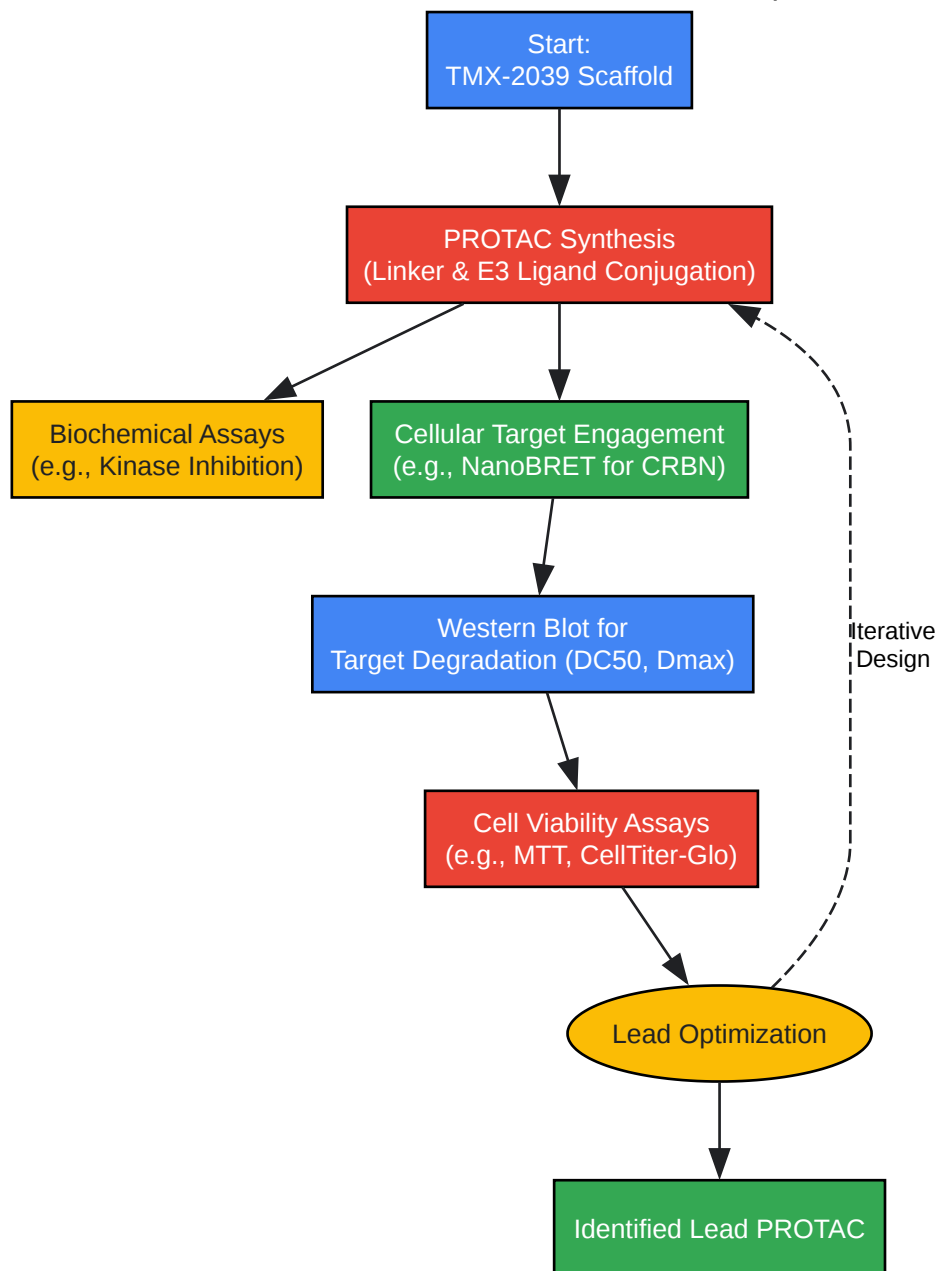 Start:
TMX-2039 Scaffold
PROTAC Synthesis
(Linker & E3 Ligand Conjugation)
Biochemical Assays
(e.g., Kinase Inhibition)
Cellular Target Engagement
(e.g., NanoBRET for CRBN)
Western Blot for
Target Degradation (DC50, Dmax)
Iterative
Design
Cell Viability Assays
(e.g., MTT, CellTiter-Glo)
Lead Optimization
Identified Lead PROTAC